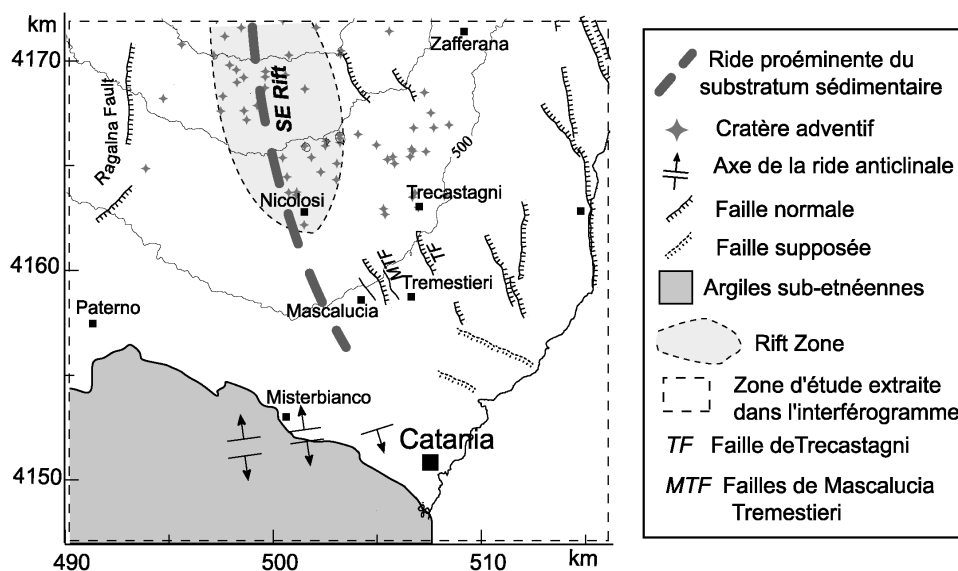 km
4170
4160
4150
490
500
510
km
Zafferana
Ragalna Fault
SE Rift
500
Nicolosi
Trecastagni
MTF
TF
Tremestieri
Mascalucia
Paterno
Misterbianco
Catania
Ride proéminente du
substratum sédimentaire
Cratère adventif
Axe de la ride anticlinale
Faille normale
Faille supposée
Argiles sub-etnéennes
Rift Zone
Zone d'étude extraite
dans l'interférogramme
TF Faille deTrecastagni
MTF Failles de Mascalucia
Tremestieri